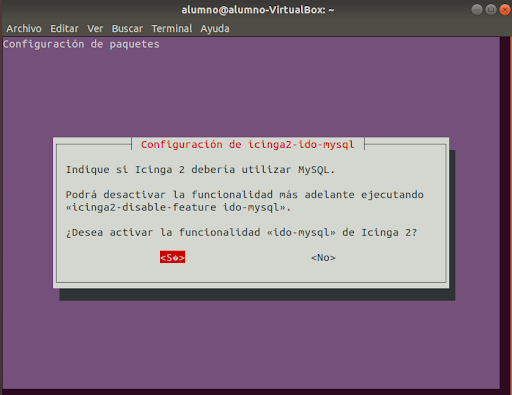 alumno@alumno-VirtualBox: ~
Archivo Editar Ver Buscar Terminal Ayuda
Configuración de paquetes
Configuración de icinga2-ido-mysql
Indique si Icinga 2 debería utilizar MySQL.
Podrá desactivar la funcionalidad más adelante ejecutando
«icinga2-disable-feature ido-mysql».
¿Desea activar la funcionalidad «ido-mysql» de Icinga 2?
<S�> <No>